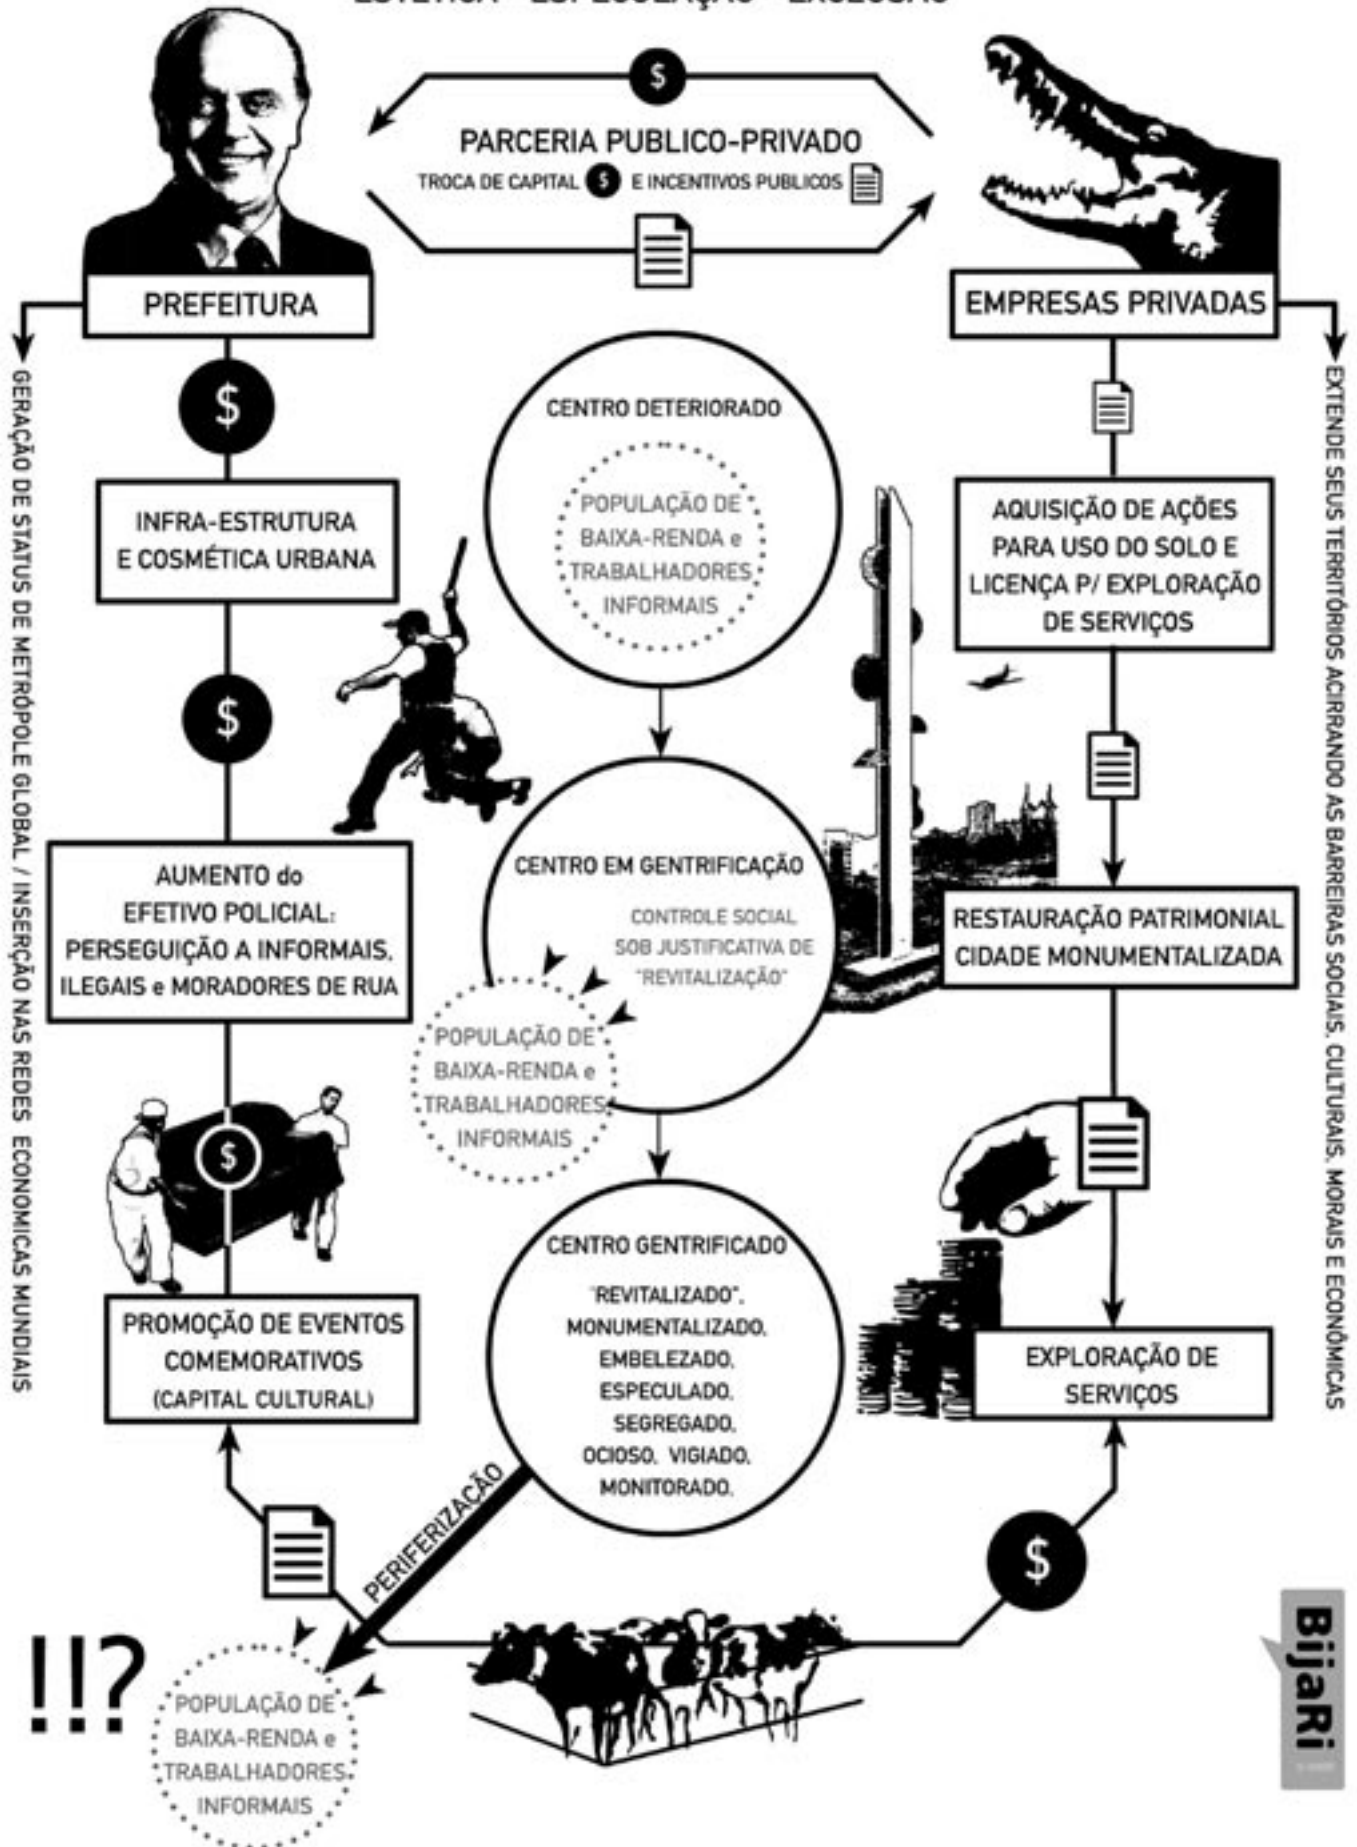 ESTÉTICA - ESPECULAÇÃO - EXCLUSÃO
$
PARCERIA PUBLICO-PRIVADO
TROCA DE CAPITAL $ E INCENTIVOS PUBLICOS
PREFEITURA
EMPRESAS PRIVADAS
GERAÇÃO DE STATUS DE METRÓPOLE GLOBAL / INSERÇÃO NAS REDES ECONOMICAS MUNDIAIS
$
INFRA-ESTRUTURA
E COSMÉTICA URBANA
$
AUMENTO do
EFETIVO POLICIAL:
PERSEGUIÇÃO A INFORMAIS,
ILEGAIS e MORADORES DE RUA
$
PROMOÇÃO DE EVENTOS
COMEMORATIVOS
(CAPITAL CULTURAL)
CENTRO DETERIORADO
POPULAÇÃO DE
BAIXA-RENDA e
TRABALHADORES
INFORMAIS
CENTRO EM GENTRIFICAÇÃO
CONTROLE SOCIAL
SOB JUSTIFICATIVA DE
"REVITALIZAÇÃO"
POPULAÇÃO DE
BAIXA-RENDA e
TRABALHADORES
INFORMAIS
CENTRO GENTRIFICADO
"REVITALIZADO",
MONUMENTALIZADO,
EMBELEZADO,
ESPECULADO,
SEGREGADO,
OCIOSO, VIGIADO,
MONITORADO.
AQUISIÇÃO DE AÇÕES
PARA USO DO SOLO E
LICENÇA P/ EXPLORAÇÃO
DE SERVIÇOS
RESTAURAÇÃO PATRIMONIAL
CIDADE MONUMENTALIZADA
EXPLORAÇÃO DE
SERVIÇOS
EXTENDE SEUS TERRITÓRIOS ACIRRANDO AS BARREIRAS SOCIAIS, CULTURAIS, MORAIS E ECONÔMICAS
PERIFERIZAÇÃO
$
!!?
POPULAÇÃO DE
BAIXA-RENDA e
TRABALHADORES
INFORMAIS
BijaRi